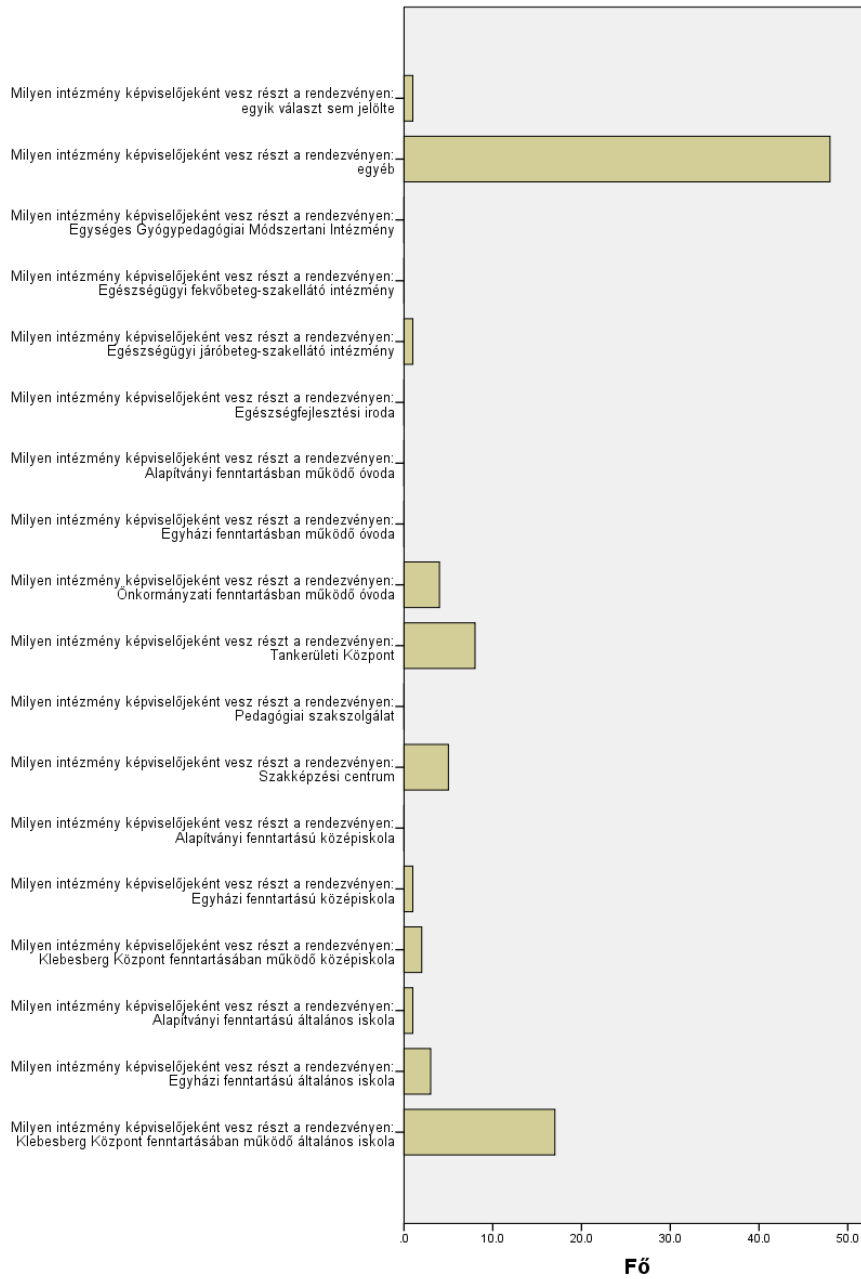 Milyen intézmény képviselőjeként vesz részt a rendezvényen:
egyik választ sem jelölte
Milyen intézmény képviselőjeként vesz részt a rendezvényen:
egyéb
Milyen intézmény képviselőjeként vesz részt a rendezvényen:
Egységes Gyógypedagógiai Módszertani Intézmény
Milyen intézmény képviselőjeként vesz részt a rendezvényen:
Egészségügyi fekvőbeteg-szakellátó intézmény
Milyen intézmény képviselőjeként vesz részt a rendezvényen:
Egészségügyi járóbeteg-szakellátó intézmény
Milyen intézmény képviselőjeként vesz részt a rendezvényen:
Egészségfejlesztési iroda
Milyen intézmény képviselőjeként vesz részt a rendezvényen:
Alapítványi fenntartásban működő óvoda
Milyen intézmény képviselőjeként vesz részt a rendezvényen:
Egyházi fenntartásban működő óvoda
Milyen intézmény képviselőjeként vesz részt a rendezvényen:
Önkormányzati fenntartásban működő óvoda
Milyen intézmény képviselőjeként vesz részt a rendezvényen:
Tankerületi Központ
Milyen intézmény képviselőjeként vesz részt a rendezvényen:
Pedagógiai szakszolgálat
Milyen intézmény képviselőjeként vesz részt a rendezvényen:
Szakképzési centrum
Milyen intézmény képviselőjeként vesz részt a rendezvényen:
Alapítványi fenntartású középiskola
Milyen intézmény képviselőjeként vesz részt a rendezvényen:
Egyházi fenntartású középiskola
Milyen intézmény képviselőjeként vesz részt a rendezvényen:
Klebesberg Központ fenntartásában működő középiskola
Milyen intézmény képviselőjeként vesz részt a rendezvényen:
Alapítványi fenntartású általános iskola
Milyen intézmény képviselőjeként vesz részt a rendezvényen:
Egyházi fenntartású általános iskola
Milyen intézmény képviselőjeként vesz részt a rendezvényen:
Klebesberg Központ fenntartásában működő általános iskola
.0 10.0 20.0 30.0 40.0 50.0
Fő